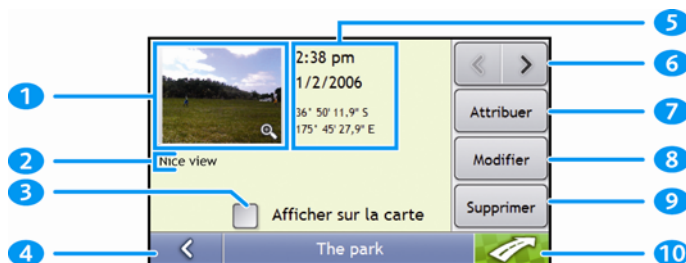 1
2
3
4
5
6
7
8
9
10
2:38 pm
1/2/2006
36° 50' 11.9" S
175° 45' 27,9" E
Nice view
Afficher sur la carte
Attribuer
Modifier
Supprimer
The park